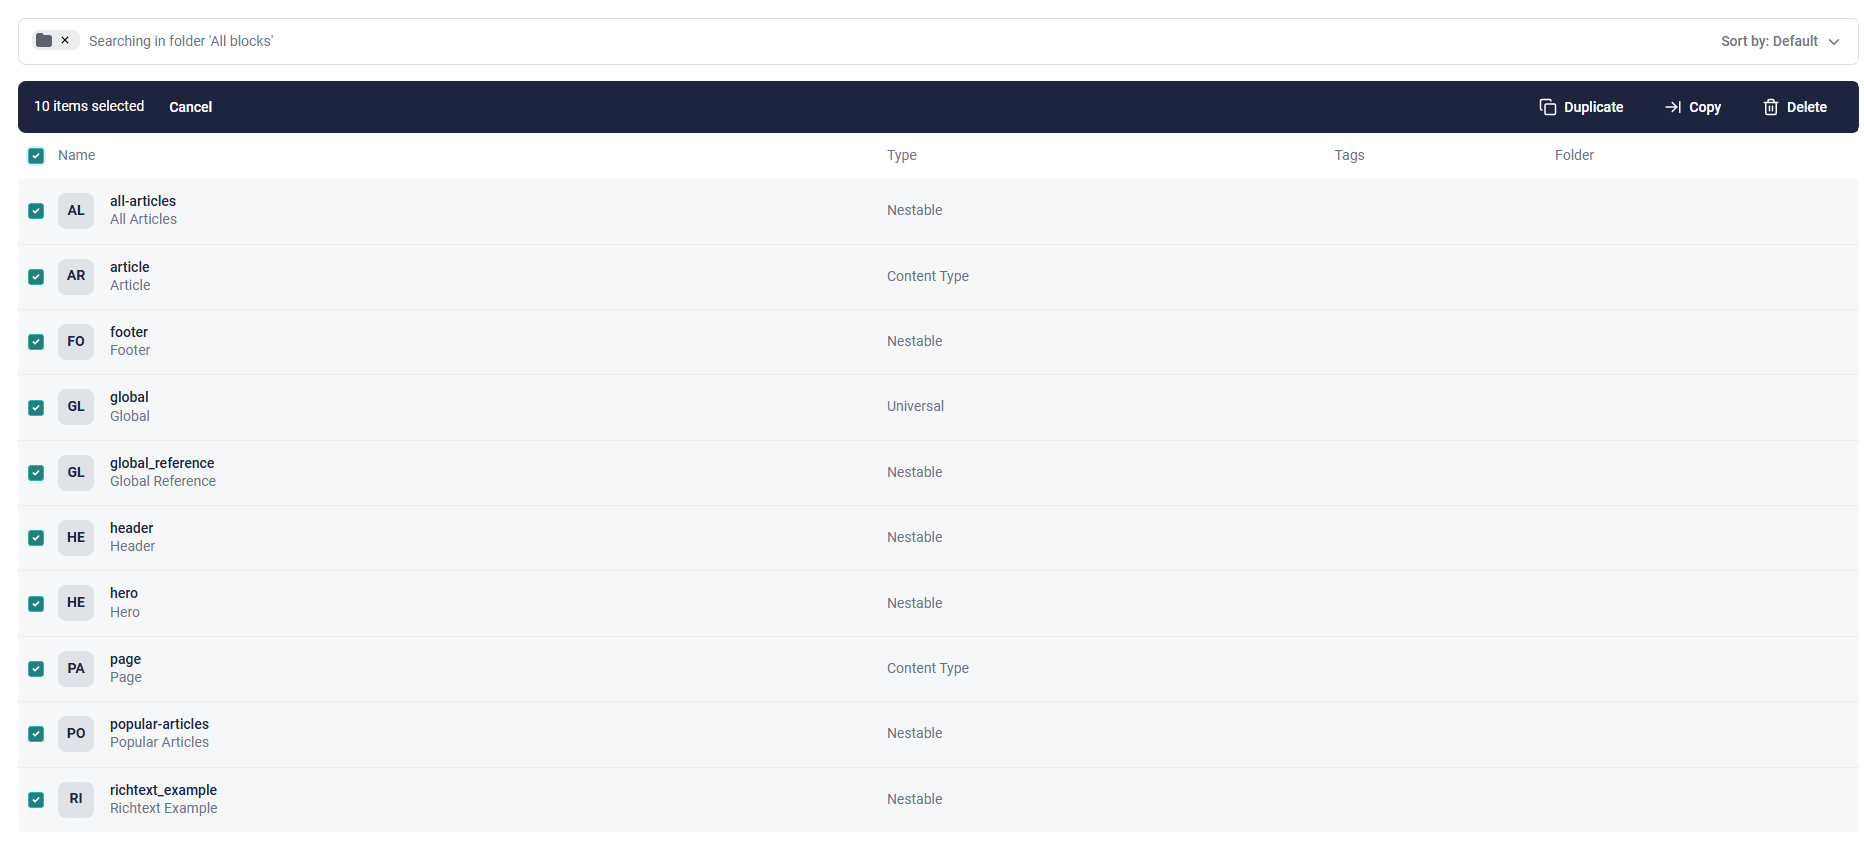 Searching in folder 'All blocks'
Sort by: Default
10 items selected Cancel Duplicate Copy Delete
Name Type Tags Folder
AL all-articles Nestable
All Articles
AR article Content Type
Article
FO footer Nestable
Footer
GL global Universal
Global
GL global_reference Nestable
Global Reference
HE header Nestable
Header
HE hero Nestable
Hero
PA page Content Type
Page
PO popular-articles Nestable
Popular Articles
RI richtext_example Nestable
Richtext Example